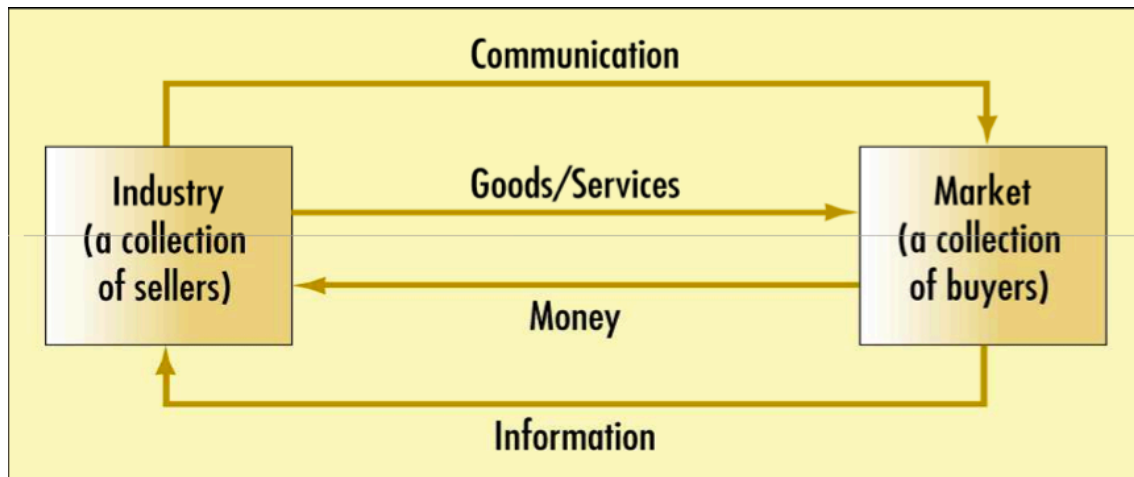 Communication
Industry
(a collection
of sellers)
Goods/Services
Money
Market
(a collection
of buyers)
Information